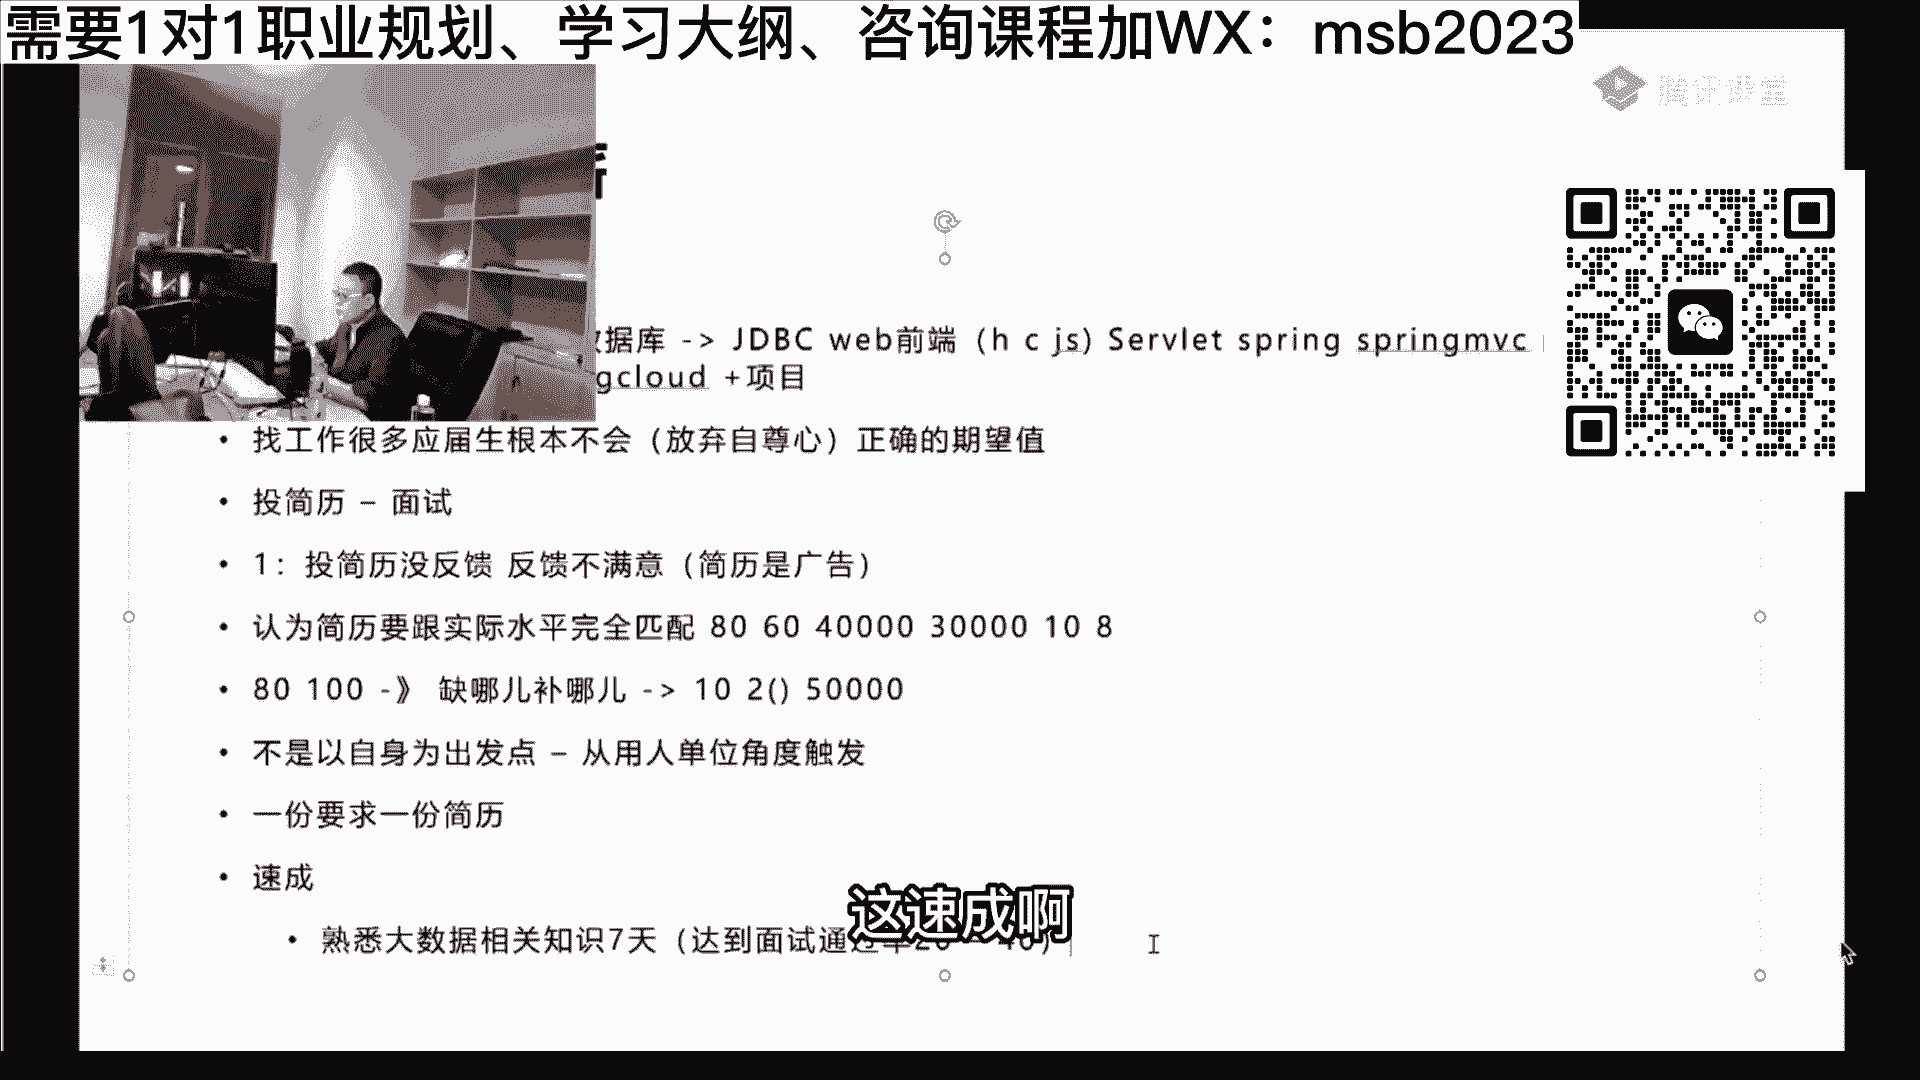 需要1对1职业规划、学习大纲、咨询课程加WX：msb2023
腾讯课堂
据库 -> JDBC web前端（h c js) Servlet spring springmvc
gcloud +项目
• 找工作很多应届生根本不会（放弃自尊心）正确的期望值
• 投简历 – 面试
• 1：投简历没反馈 反馈不满意（简历是广告）
• 认为简历要跟实际水平完全匹配 80 60 40000 30000 10 8
• 80 100 -》 缺哪儿补哪儿 -> 10 2() 50000
• 不是以自身为出发点 – 从用人单位角度触发
• 一份要求一份简历
• 速成
• 熟悉大数据相关知识7天（达到面试通过率20 – 40）
这速成啊